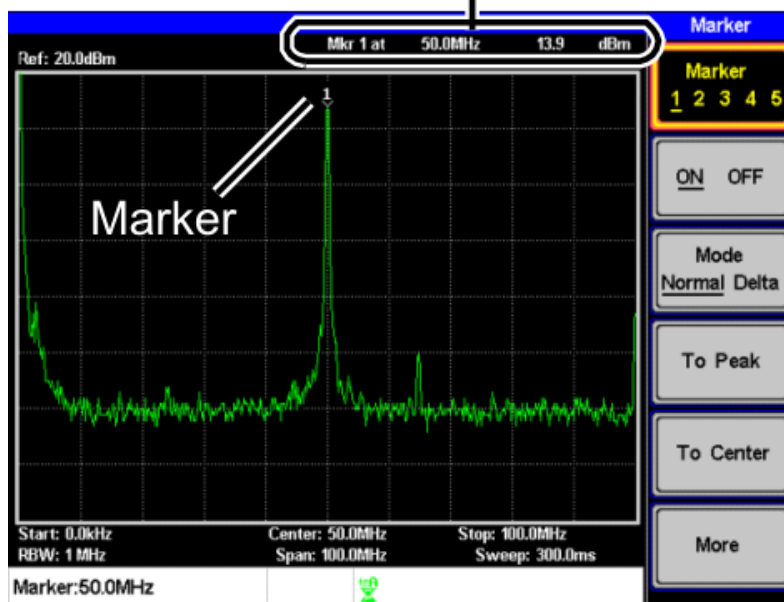 Marker
Mkr 1 at 50.0MHz 13.9 dBm
Ref: 20.0dBm
Marker
1 2 3 4 5
1
ON OFF
Marker
Mode
Normal Delta
To Peak
To Center
Start: 0.0kHz Center: 50.0MHz Stop: 100.0MHz
RBW: 1 MHz Span: 100.0MHz Sweep: 300.0ms
More
Marker:50.0MHz